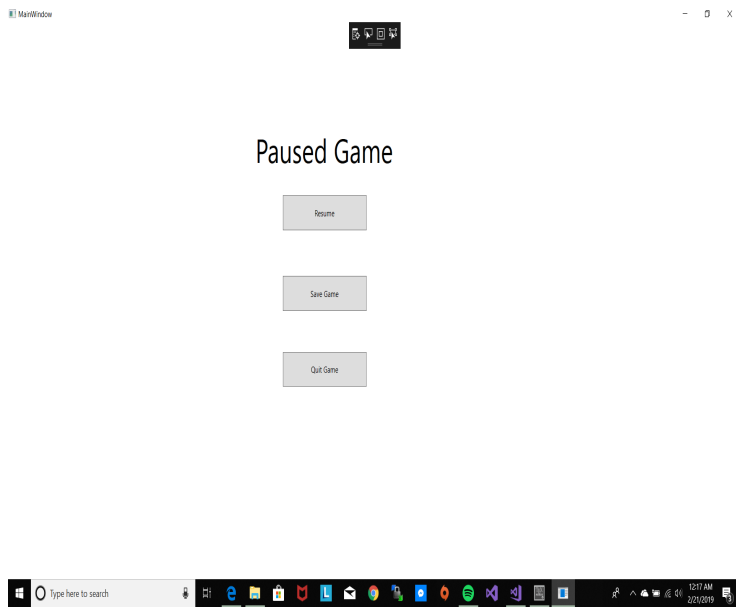 MainWindow
Paused Game
Resume
Save Game
Quit Game
Type here to search
12:17 AM
2/21/2019